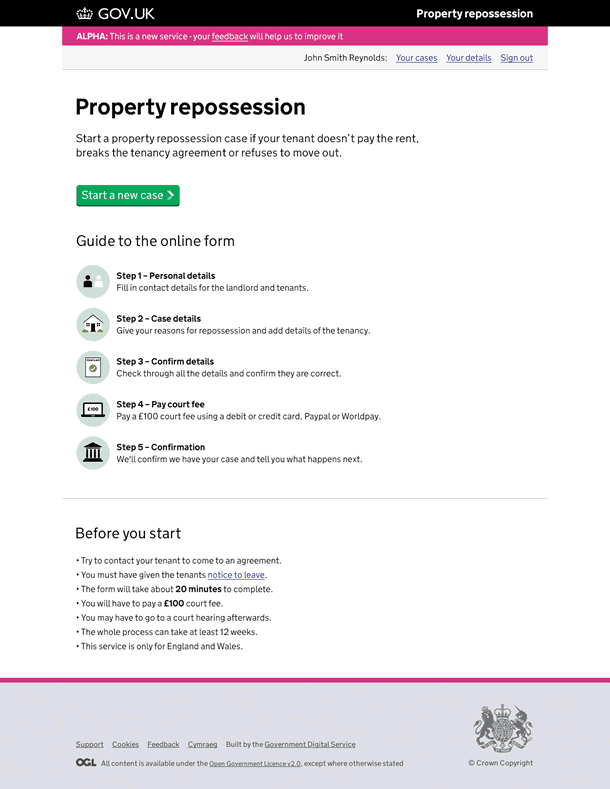 GOV.UK
Property repossession
ALPHA: This is a new service - your feedback will help us to improve it
John Smith Reynolds: Your cases Your details Sign out
Property repossession
Start a property repossession case if your tenant doesn't pay the rent,
breaks the tenancy agreement or refuses to move out.
Start a new case
Guide to the online form
Step 1 – Personal details
Fill in contact details for the landlord and tenants.
Step 2 – Case details
Give your reasons for repossession and add details of the tenancy.
Step 3 – Confirm details
Check through all the details and confirm they are correct.
£100
Step 4 – Pay court fee
Pay a £100 court fee using a debit or credit card, Paypal or Worldpay.
Step 5 – Confirmation
We'll confirm we have your case and tell you what happens next.
Before you start
• Try to contact your tenant to come to an agreement.
• You must have given the tenants notice to leave.
• The form will take about 20 minutes to complete.
• You will have to pay a £100 court fee.
• You may have to go to a court hearing afterwards.
• The whole process can take at least 12 weeks.
• This service is only for England and Wales.
Support Cookies Feedback Cymraeg Built by the Government Digital Service
OGL All content is available under the Open Government Licence v2.0, except where otherwise stated
© Crown Copyright